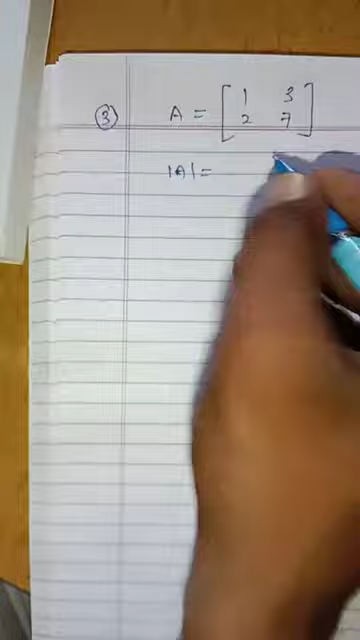 ③ A = [ 1 3
2 7 ]
|A| =